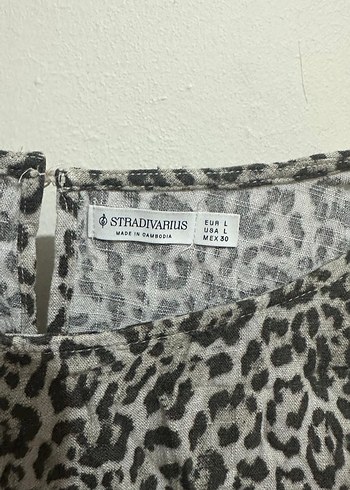 STRADIVARIUS
MADE IN CAMBODIA
EUR L
USA L
MEX 30